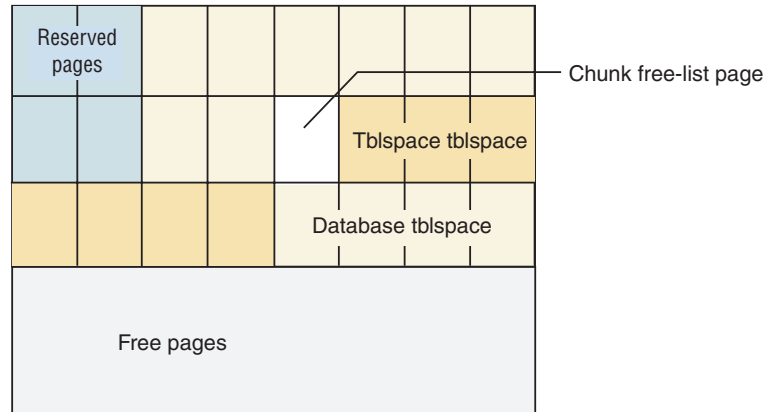 Reserved
pages
Chunk free-list page
Tblspace tblspace
Database tblspace
Free pages